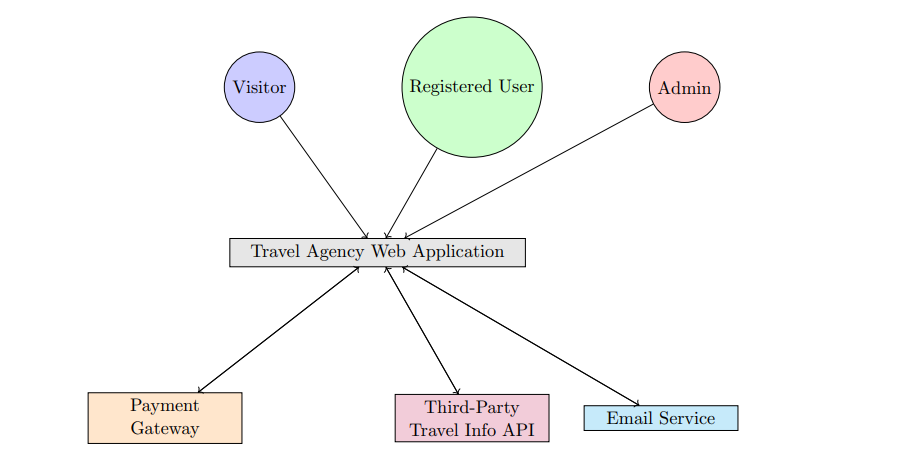 Visitor
Registered User
Admin
Travel Agency Web Application
Payment
Gateway
Third-Party
Travel Info API
Email Service